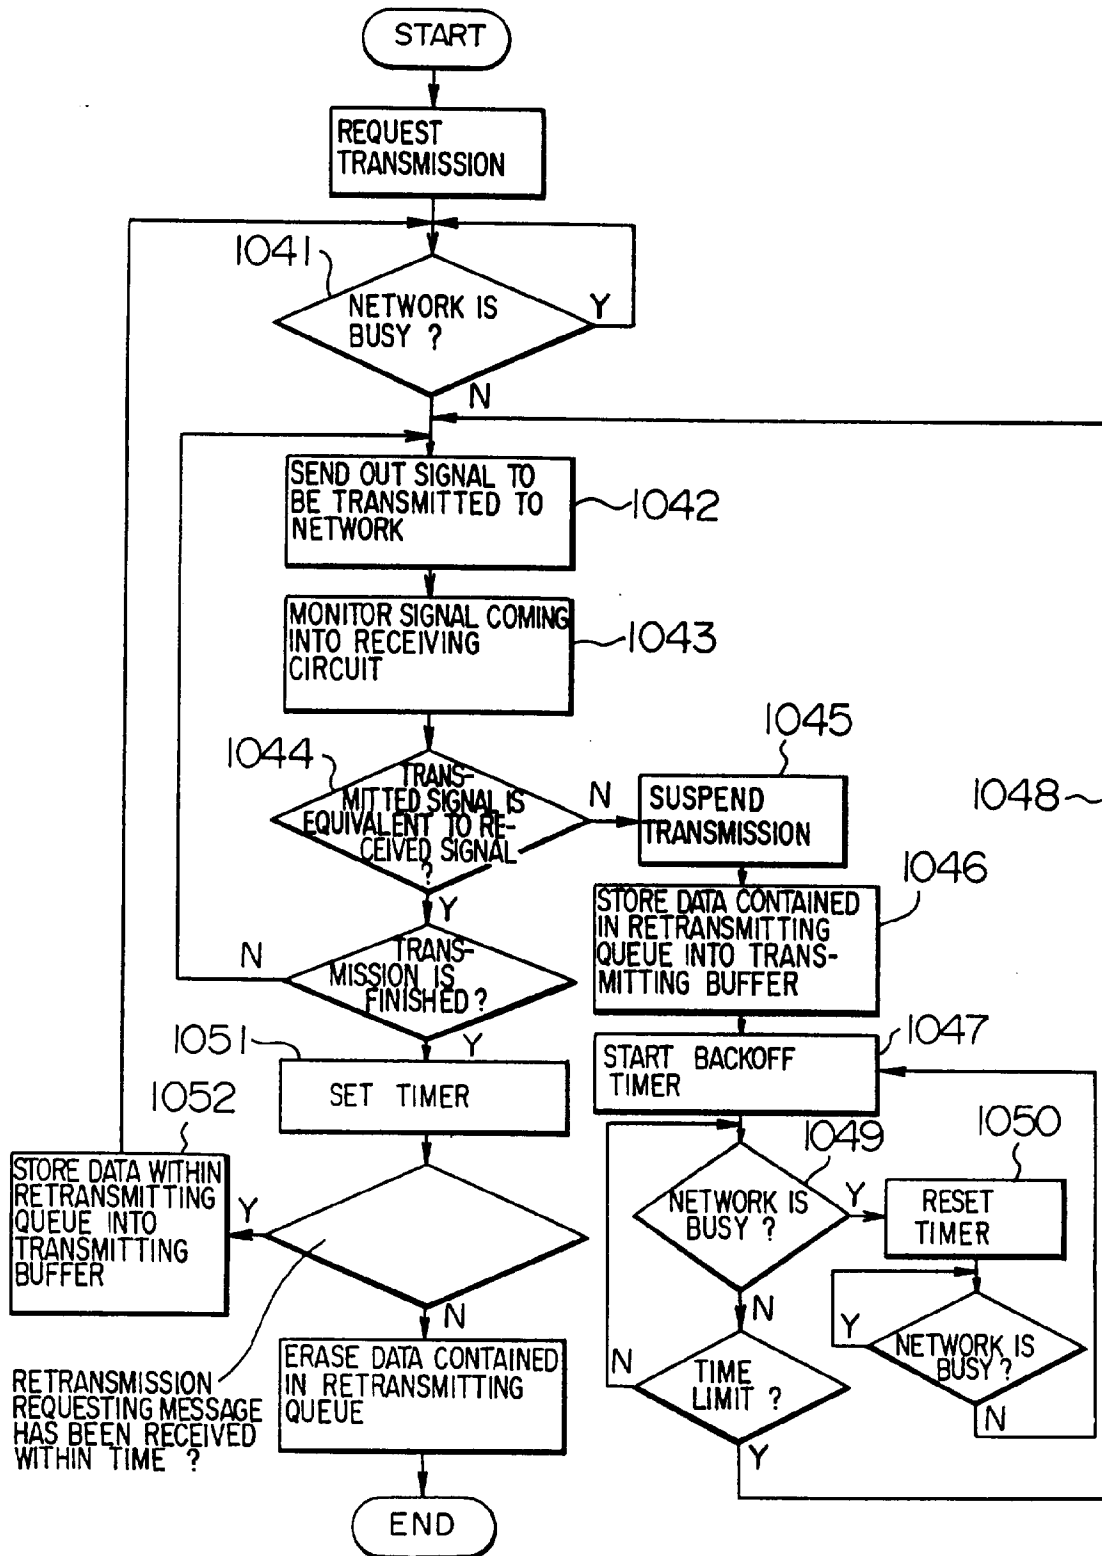 START
REQUEST
TRANSMISSION
1041
NETWORK IS
BUSY ?
Y
N
SEND OUT SIGNAL TO
BE TRANSMITTED TO
NETWORK
1042
MONITOR SIGNAL COMING
INTO RECEIVING
CIRCUIT
1043
1044
TRANS-
MITTED SIGNAL IS
EQUIVALENT TO RE-
CEIVED SIGNAL
?
N
Y
1045
SUSPEND
TRANSMISSION
1048
1046
STORE DATA CONTAINED
IN RETRANSMITTING
QUEUE INTO TRANS-
MITTING BUFFER
TRANS-
MISSION IS
FINISHED ?
N
Y
1047
START BACKOFF
TIMER
1051
SET TIMER
1052
STORE DATA WITHIN
RETRANSMITTING
QUEUE INTO
TRANSMITTING
BUFFER
Y
N
RETRANSMISSION
REQUESTING MESSAGE
HAS BEEN RECEIVED
WITHIN TIME ?
1049
NETWORK IS
BUSY ?
Y
N
1050
RESET
TIMER
NETWORK IS
BUSY ?
Y
N
TIME
LIMIT ?
N
Y
ERASE DATA CONTAINED
IN RETRANSMITTING
QUEUE
END